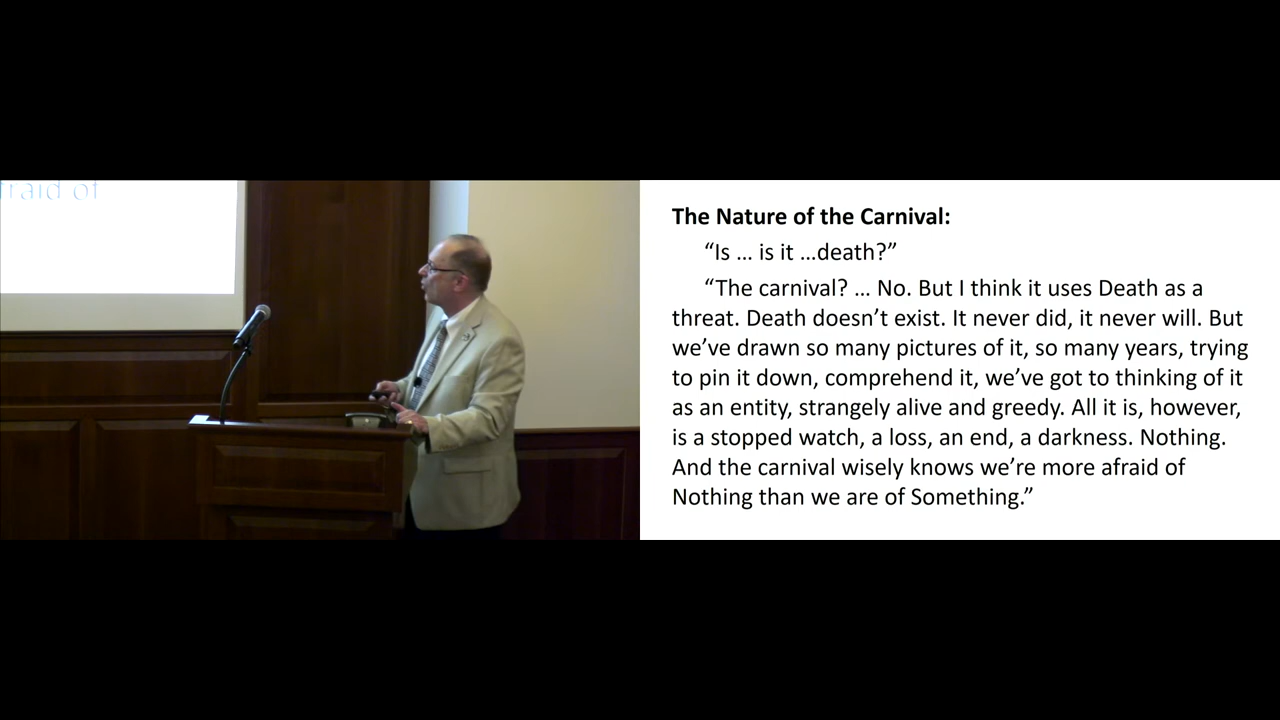 fraid of
The Nature of the Carnival:
“Is ... is it ...death?”
“The carnival? ... No. But I think it uses Death as a
threat. Death doesn’t exist. It never did, it never will. But
we’ve drawn so many pictures of it, so many years, trying
to pin it down, comprehend it, we’ve got to thinking of it
as an entity, strangely alive and greedy. All it is, however,
is a stopped watch, a loss, an end, a darkness. Nothing.
And the carnival wisely knows we’re more afraid of
Nothing than we are of Something.”